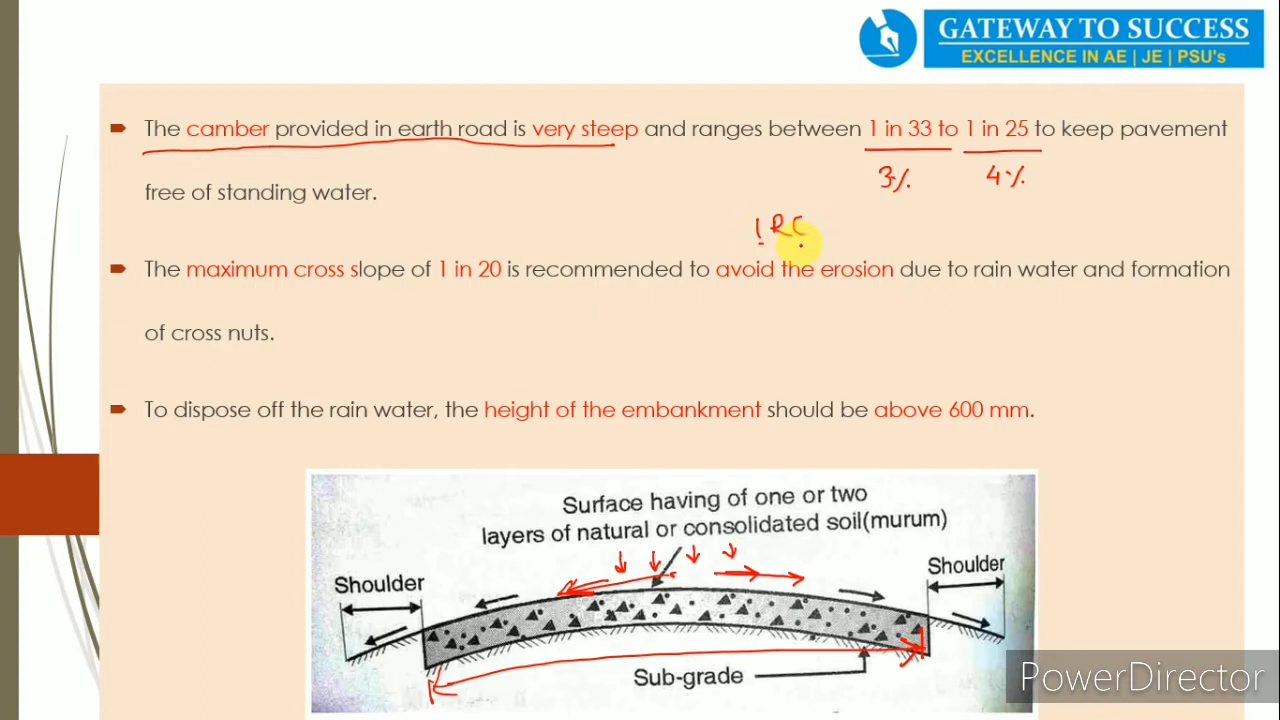 GATEWAY TO SUCCESS
EXCELLENCE IN AE | JE | PSU's
The camber provided in earth road is very steep and ranges between 1 in 33 to 1 in 25 to keep pavement
3% 4%
free of standing water.
IRC
The maximum cross slope of 1 in 20 is recommended to avoid the erosion due to rain water and formation
of cross nuts.
To dispose off the rain water, the height of the embankment should be above 600 mm.
Surface having of one or two
layers of natural or consolidated soil(murum)
Shoulder
Shoulder
Sub-grade
PowerDirector